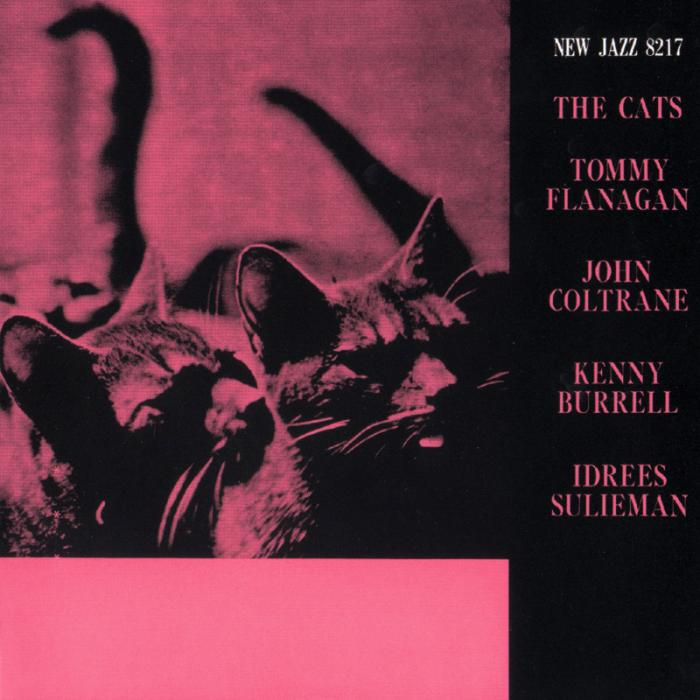 NEW JAZZ 8217
THE CATS
TOMMY
FLANAGAN
JOHN
COLTRANE
KENNY
BURRELL
IDREES
SULIEMAN